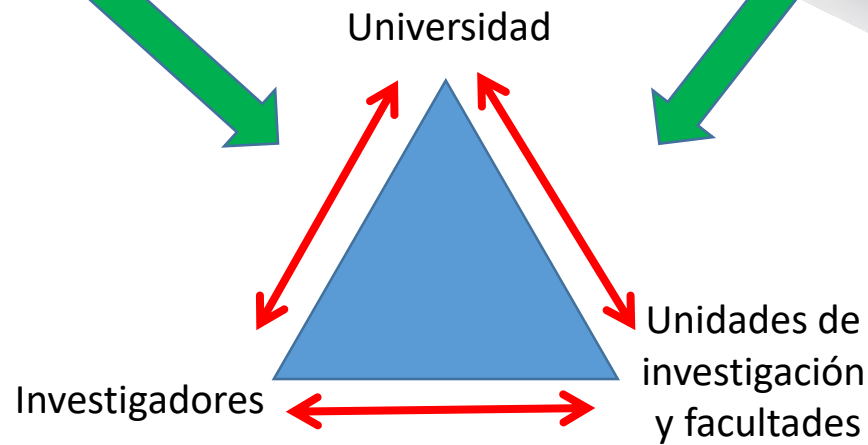 Universidad
Investigadores
Unidades de
investigación
y facultades